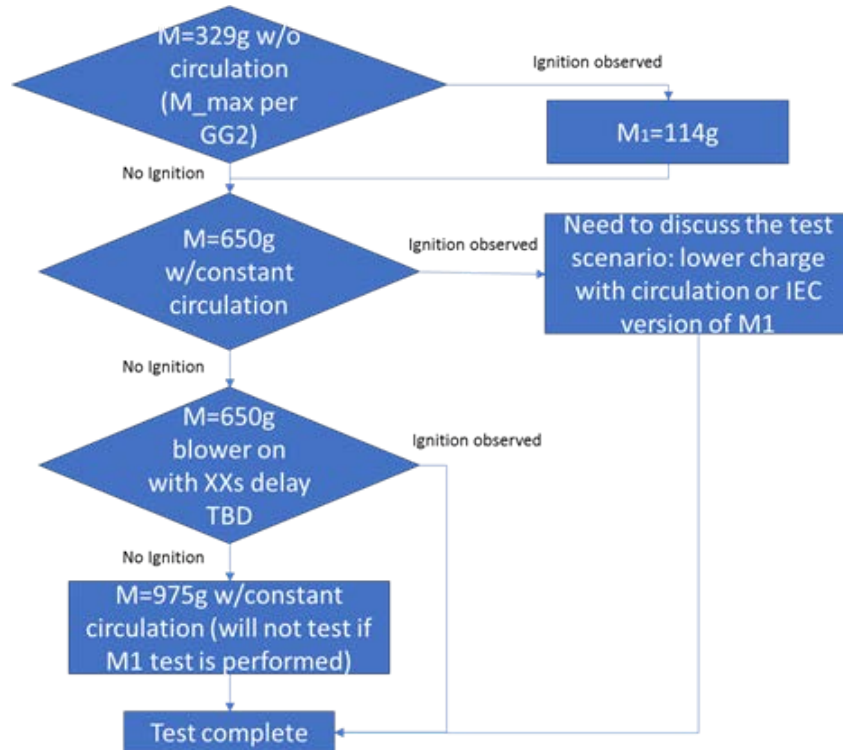 M=329g w/o
circulation
(M_max per
GG2)
Ignition observed
M₁=114g
No Ignition
M=650g
w/constant
circulation
Ignition observed
Need to discuss the test
scenario: lower charge
with circulation or IEC
version of M1
No Ignition
M=650g
blower on
with XXs delay
TBD
Ignition observed
No Ignition
M=975g w/constant
circulation (will not test if
M1 test is performed)
Test complete